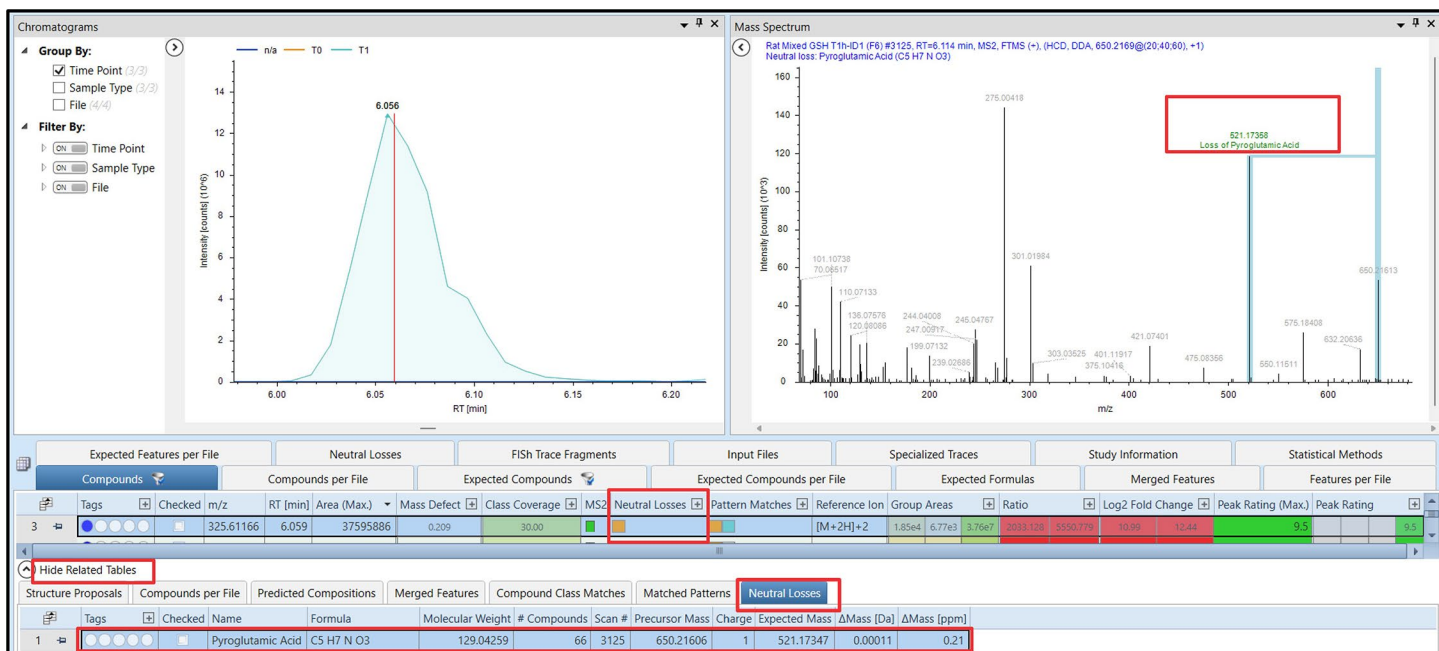 Chromatograms
Group By:
Time Point (3/3)
Sample Type (3/3)
File (4/4)
Filter By:
ON Time Point
ON Sample Type
ON File
n/a T0 T1
6.056
Intensity [counts] (10^6)
14
12
10
8
6
4
2
0
6.00 6.05 6.10 6.15 6.20
RT [min]
Mass Spectrum
Rat Mixed GSH T1h-ID1 (F6) #3125, RT=6.114 min, MS2, FTMS (+), (HCD, DDA, 650.2169@(20;40;60), +1)
Neutral loss: Pyroglutamic Acid (C5 H7 N O3)
Intensity [counts] (10^3)
160
140
120
100
80
60
40
20
0
275.00418
521.17358
Loss of Pyroglutamic Acid
101.10738
70.06517
301.01984
650.21613
110.07133
136.07576
120.08086
244.04008
247.00917
245.04767
199.07132
239.02686
303.03525
401.11917
375.10416
421.07401
475.08356
550.11511
575.18408
632.20636
100 200 300 400 500 600
m/z
Expected Features per File Neutral Losses FISh Trace Fragments Input Files Specialized Traces Study Information Statistical Methods
Compounds Compounds per File Expected Compounds Expected Compounds per File Expected Formulas Merged Features Features per File
Tags Checked m/z RT [min] Area (Max.) Mass Defect Class Coverage MS2 Neutral Losses Pattern Matches Reference Ion Group Areas Ratio Log2 Fold Change Peak Rating (Max.) Peak Rating
3 325.61166 6.059 37595886 0.209 30.00 [M+2H]+2 1.85e4 6.77e3 3.76e7 2033.128 5550.779 10.99 12.44 9.5 9.5
Hide Related Tables
Structure Proposals Compounds per File Predicted Compositions Merged Features Compound Class Matches Matched Patterns Neutral Losses
Tags Checked Name Formula Molecular Weight # Compounds Scan # Precursor Mass Charge Expected Mass ΔMass [Da] ΔMass [ppm]
1 Pyroglutamic Acid C5 H7 N O3 129.04259 66 3125 650.21606 1 521.17347 0.00011 0.21